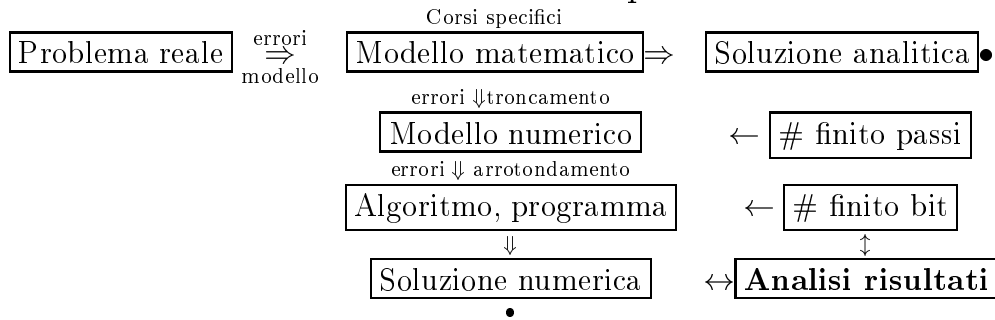 Corsi specifici
Problema reale errori ⇒ modello Modello matematico ⇒ Soluzione analitica •
errori ⇓troncamento
Modello numerico ← # finito passi
errori ⇓ arrotondamento
Algoritmo, programma ← # finito bit
⇓ ↕
Soluzione numerica ↔ Analisi risultati
•